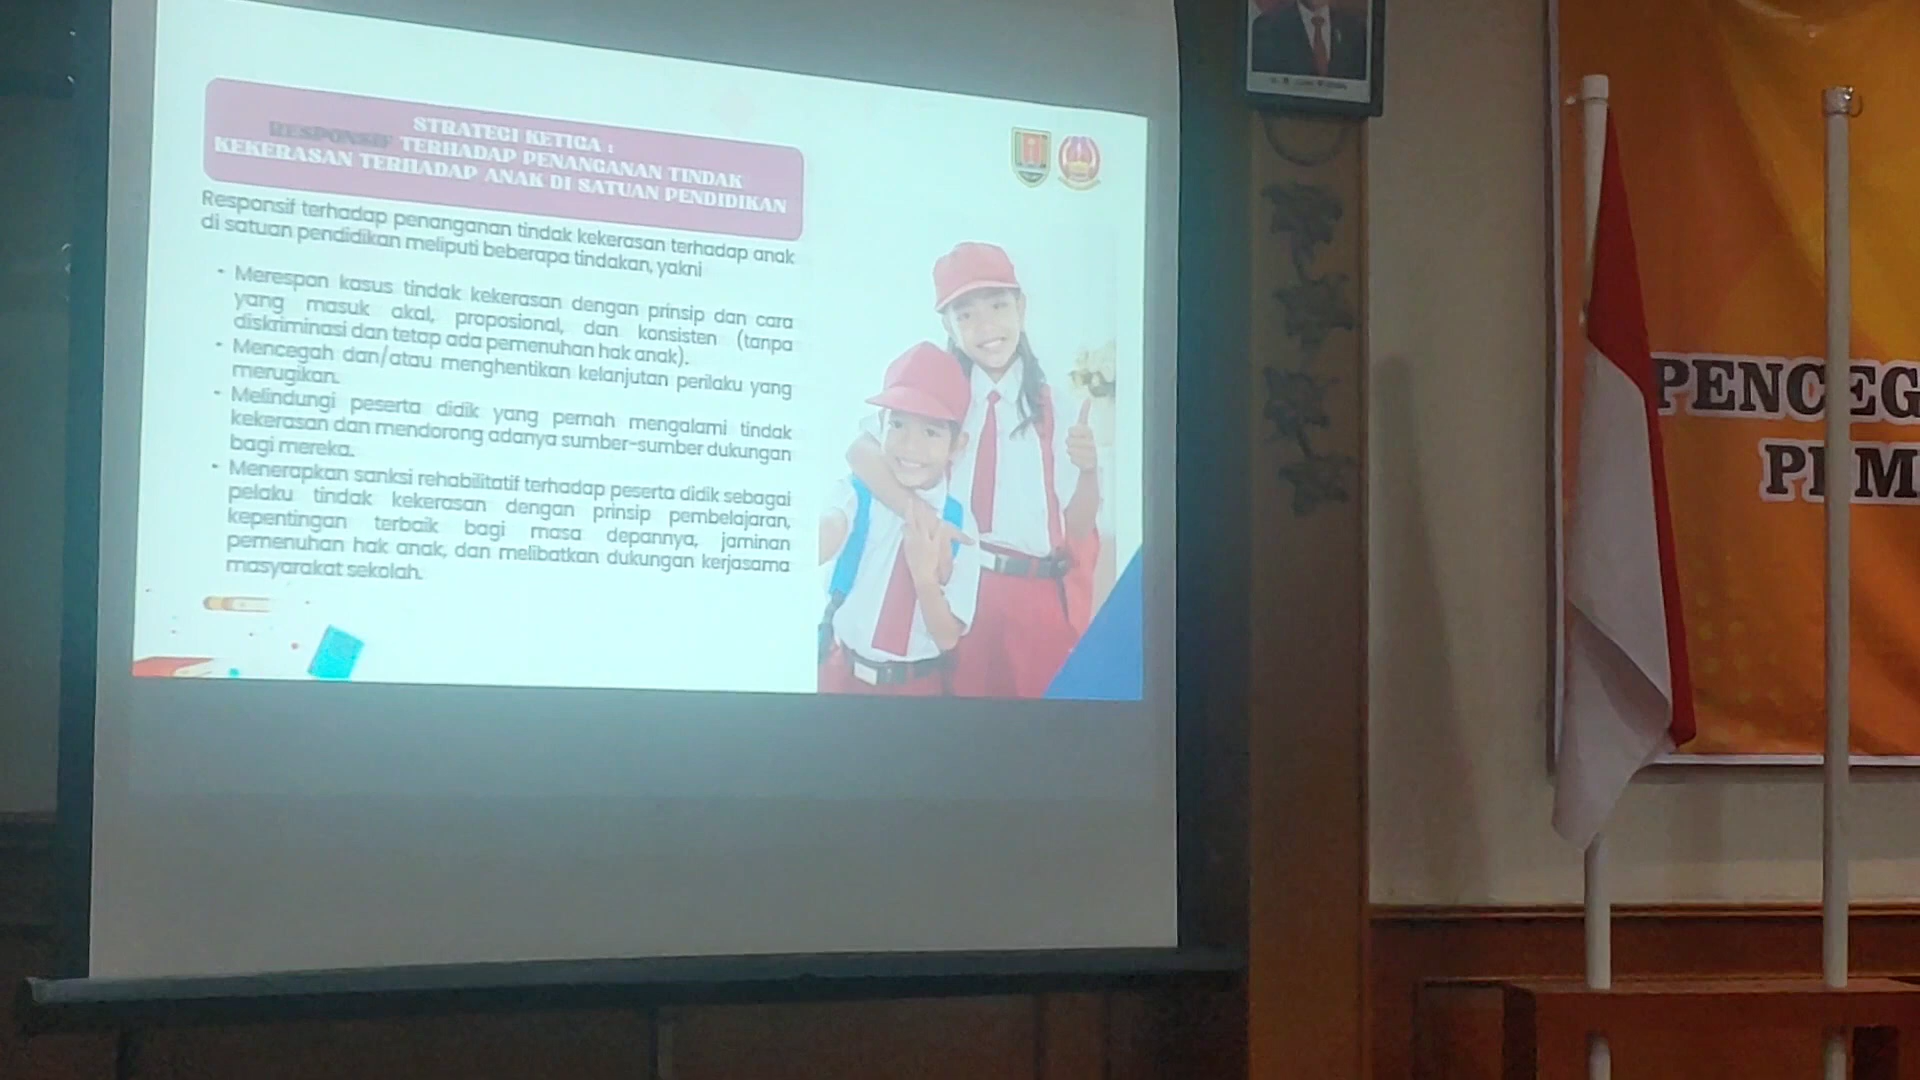 STRATEGI KETIGA :
RESPONSIF TERHADAP PENANGANAN TINDAK
KEKERASAN TERHADAP ANAK DI SATUAN PENDIDIKAN
Responsif terhadap penanganan tindak kekerasan terhadap anak
di satuan pendidikan meliputi beberapa tindakan, yakni
• Merespon kasus tindak kekerasan dengan prinsip dan cara
yang masuk akal, proposional, dan konsisten (tanpa
diskriminasi dan tetap ada pemenuhan hak anak).
• Mencegah dan/atau menghentikan kelanjutan perilaku yang
merugikan.
• Melindungi peserta didik yang pernah mengalami tindak
kekerasan dan mendorong adanya sumber-sumber dukungan
bagi mereka.
• Menerapkan sanksi rehabilitatif terhadap peserta didik sebagai
pelaku tindak kekerasan dengan prinsip pembelajaran,
kepentingan terbaik bagi masa depannya, jaminan
pemenuhan hak anak, dan melibatkan dukungan kerjasama
masyarakat sekolah.
PENCEG